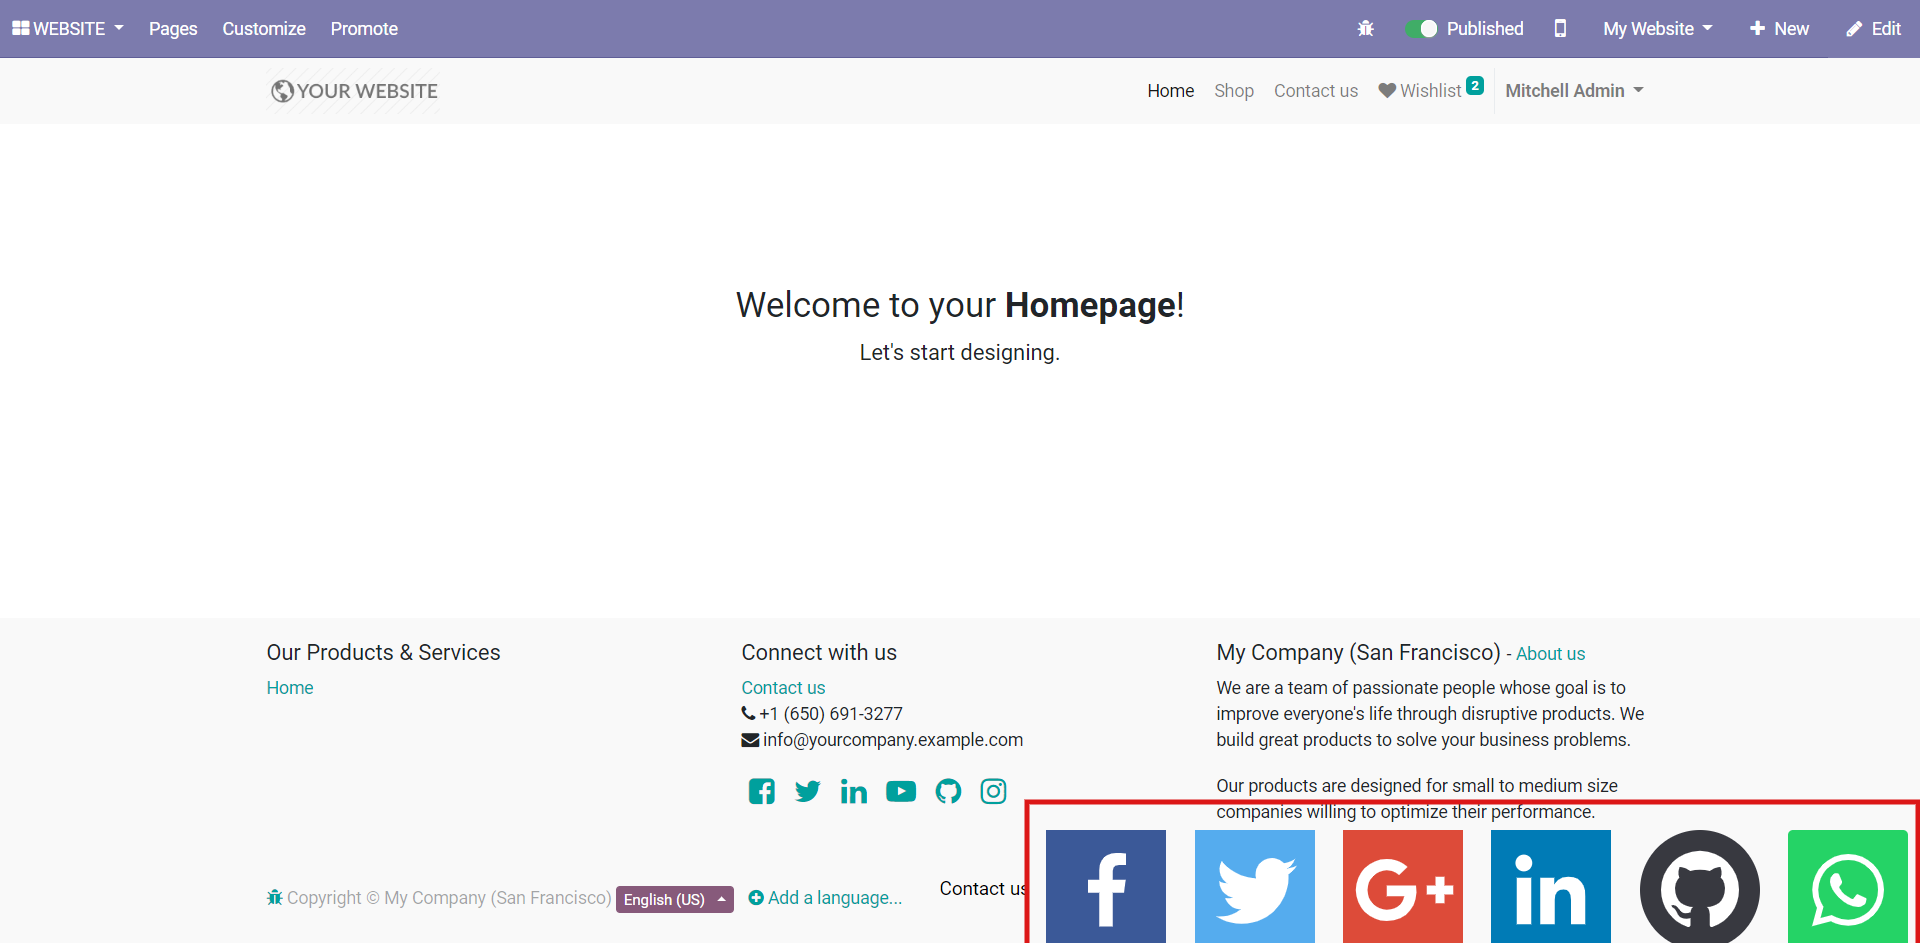 WEBSITE Pages Customize Promote Published My Website New Edit
YOUR WEBSITE Home Shop Contact us Wishlist 2 Mitchell Admin
Welcome to your Homepage!
Let's start designing.
Our Products & Services
Home
Connect with us
Contact us
+1 (650) 691-3277
info@yourcompany.example.com
My Company (San Francisco) - About us
We are a team of passionate people whose goal is to
improve everyone's life through disruptive products. We
build great products to solve your business problems.
Our products are designed for small to medium size
companies willing to optimize their performance.
Copyright © My Company (San Francisco) English (US) Add a language... Contact us